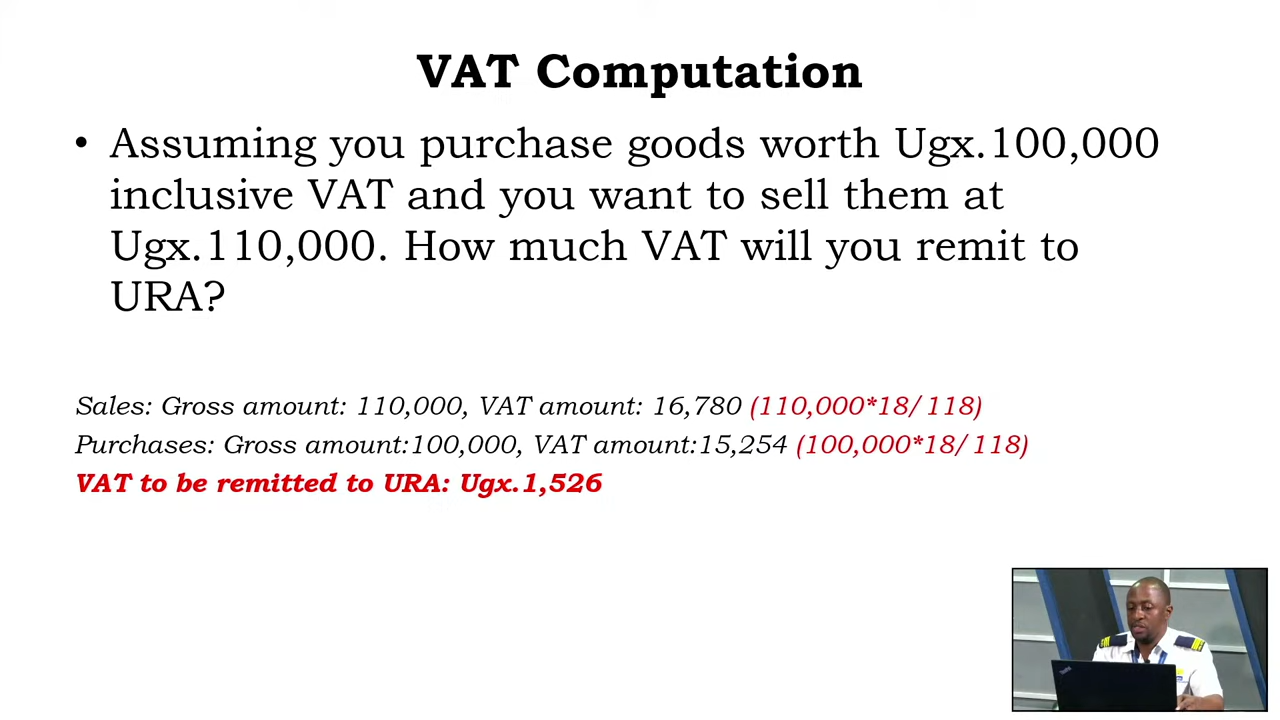 VAT Computation
• Assuming you purchase goods worth Ugx.100,000
inclusive VAT and you want to sell them at
Ugx.110,000. How much VAT will you remit to
URA?
Sales: Gross amount: 110,000, VAT amount: 16,780 (110,000*18/118)
Purchases: Gross amount:100,000, VAT amount:15,254 (100,000*18/118)
VAT to be remitted to URA: Ugx.1,526